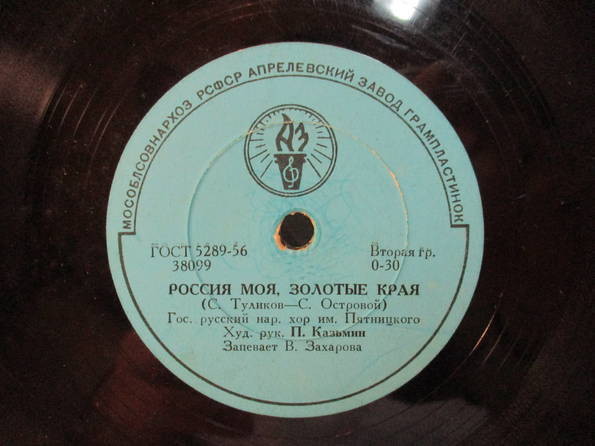 МОСОБЛСОВНАРХОЗ РСФСР АПРЕЛЕВСКИЙ ЗАВОД ГРАМПЛАСТИНОК
АЗ
ГОСТ 5289-56 Вторая гр.
38099 0-30
РОССИЯ МОЯ, ЗОЛОТЫЕ КРАЯ
(С. Туликов—С. Островой)
Гос. русский нар. хор им. Пятницкого
Худ. рук. П. Казьмин
Запевает В. Захарова